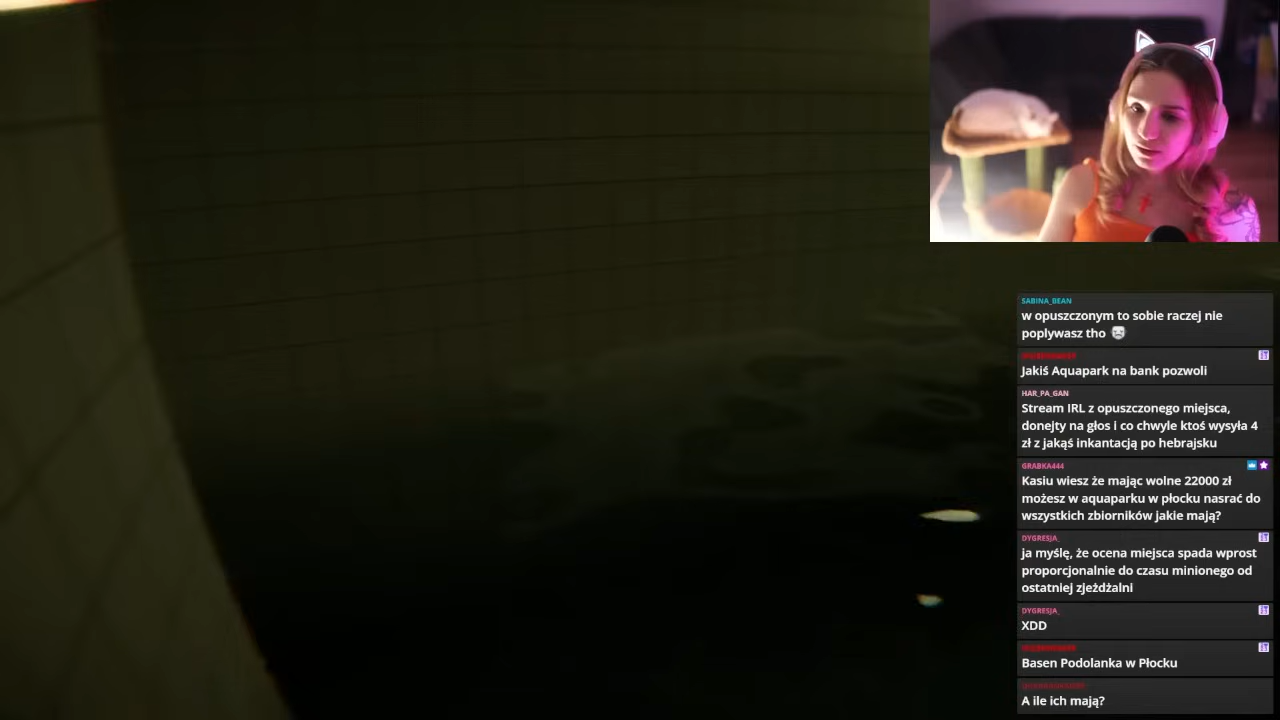 SABINA_BEAN
w opuszczonym to sobie raczej nie
poplywasz tho
Jakiś Aquapark na bank pozwoli
HAR_PA_GAN
Stream IRL z opuszczonego miejsca,
donejty na głos i co chwyle ktoś wysyła 4
zł z jakąś inkantacją po hebrajsku
GRABKA444
Kasiu wiesz że mając wolne 22000 zł
możesz w aquaparku w płocku nasrać do
wszystkich zbiorników jakie mają?
DYGRESJA_
ja myślę, że ocena miejsca spada wprost
proporcjonalnie do czasu minionego od
ostatniej zjeżdżalni
DYGRESJA_
XDD
Basen Podolanka w Płocku
A ile ich mają?